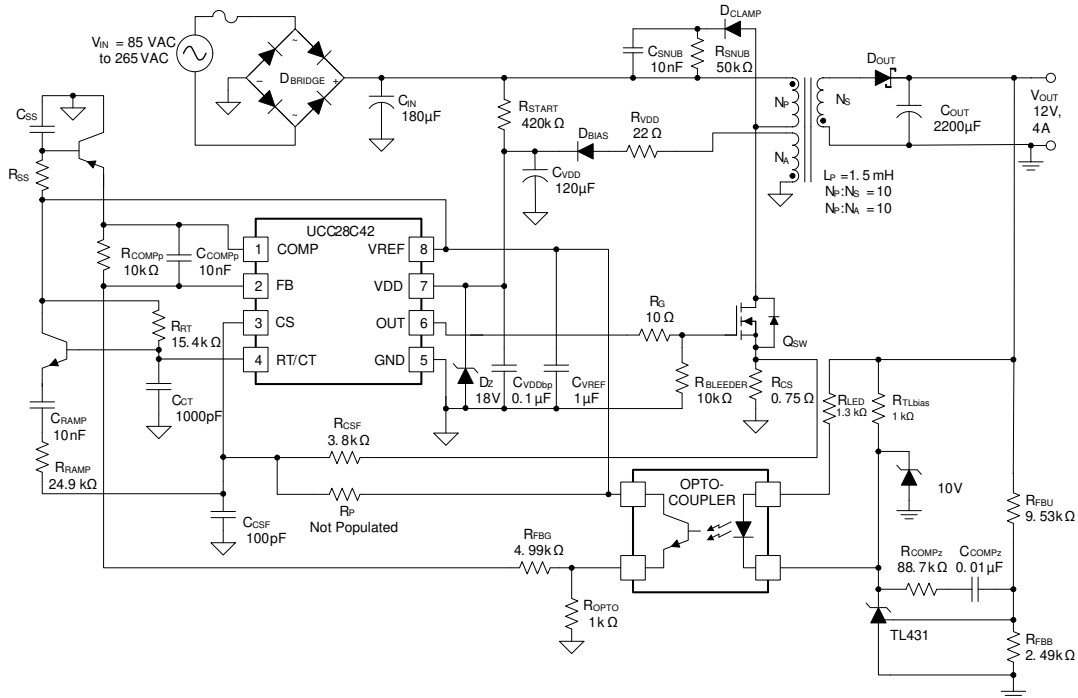 DCLAMP
VIN = 85 VAC
to 265 VAC
CSNUB
10nF
RSNUB
50kΩ
DOUT
~
−
DBRIDGE
+
~
CIN
180µF
NP
NS
COUT
2200µF
VOUT
12V,
4A
CSS
RSTART
420kΩ
RVDD
22Ω
DBIAS
NA
CVDD
120µF
RSS
LP =1.5 mH
NP:NS = 10
NP:NA = 10
UCC28C42
RCOMPp
10kΩ
CCOMPp
10nF
1 COMP
VREF 8
2 FB
VDD 7
3 CS
OUT 6
4 RT/CT
GND 5
RRT
15.4kΩ
RG
10Ω
QSW
CCT
1000pF
DZ
18V
CVDDbp
0.1µF
CVREF
1µF
RBLEEDER
10kΩ
RCS
0.75Ω
RLED
1.3 kΩ
RTLbias
1 kΩ
CRAMP
10nF
RCSF
3.8kΩ
RRAMP
24.9 kΩ
RP
Not Populated
OPTO-
COUPLER
10V
RFBU
9.53kΩ
CCSF
100pF
RFBG
4.99kΩ
RCOMPz
88.7kΩ
CCOMPz
0.01µF
ROPTO
1kΩ
TL431
RFBB
2.49kΩ